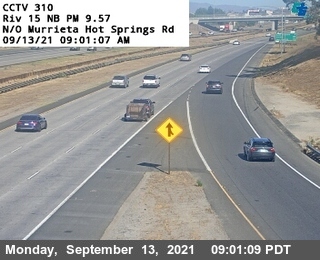 CCTV 310
Riv 15 NB PM 9.57
N/O Murrieta Hot Springs Rd
09/13/21 09:01:07 AM
Monday, September 13, 2021 09:01:09 PDT